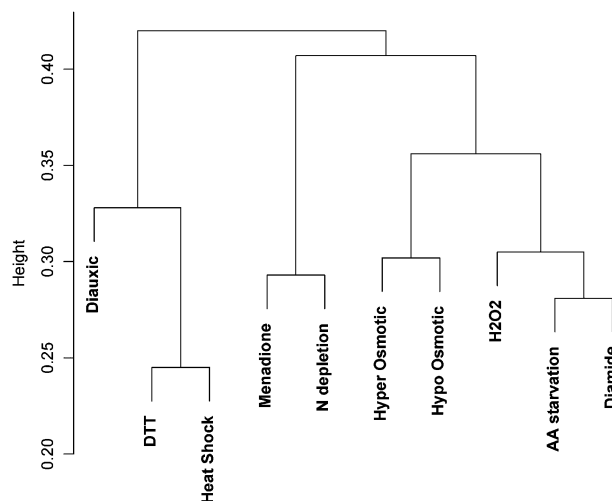 0.40
0.35
0.30
0.25
0.20
Height
Diauxic
DTT
Heat Shock
Menadione
N depletion
Hyper Osmotic
Hypo Osmotic
H2O2
AA starvation
Diamide